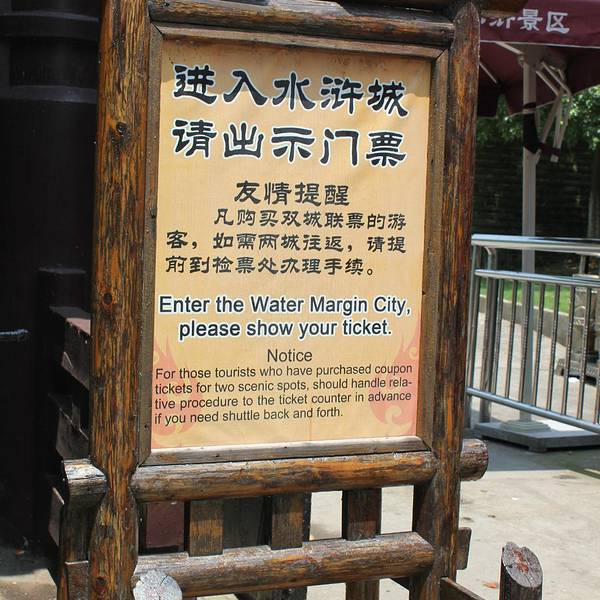 景区
进入水浒城
请出示门票
友情提醒
凡购买双城联票的游
客，如需两城往返，请提
前到检票处办理手续。
Enter the Water Margin City,
please show your ticket.
Notice
For those tourists who have purchased coupon
tickets for two scenic spots, should handle rela-
tive procedure to the ticket counter in advance
if you need shuttle back and forth.